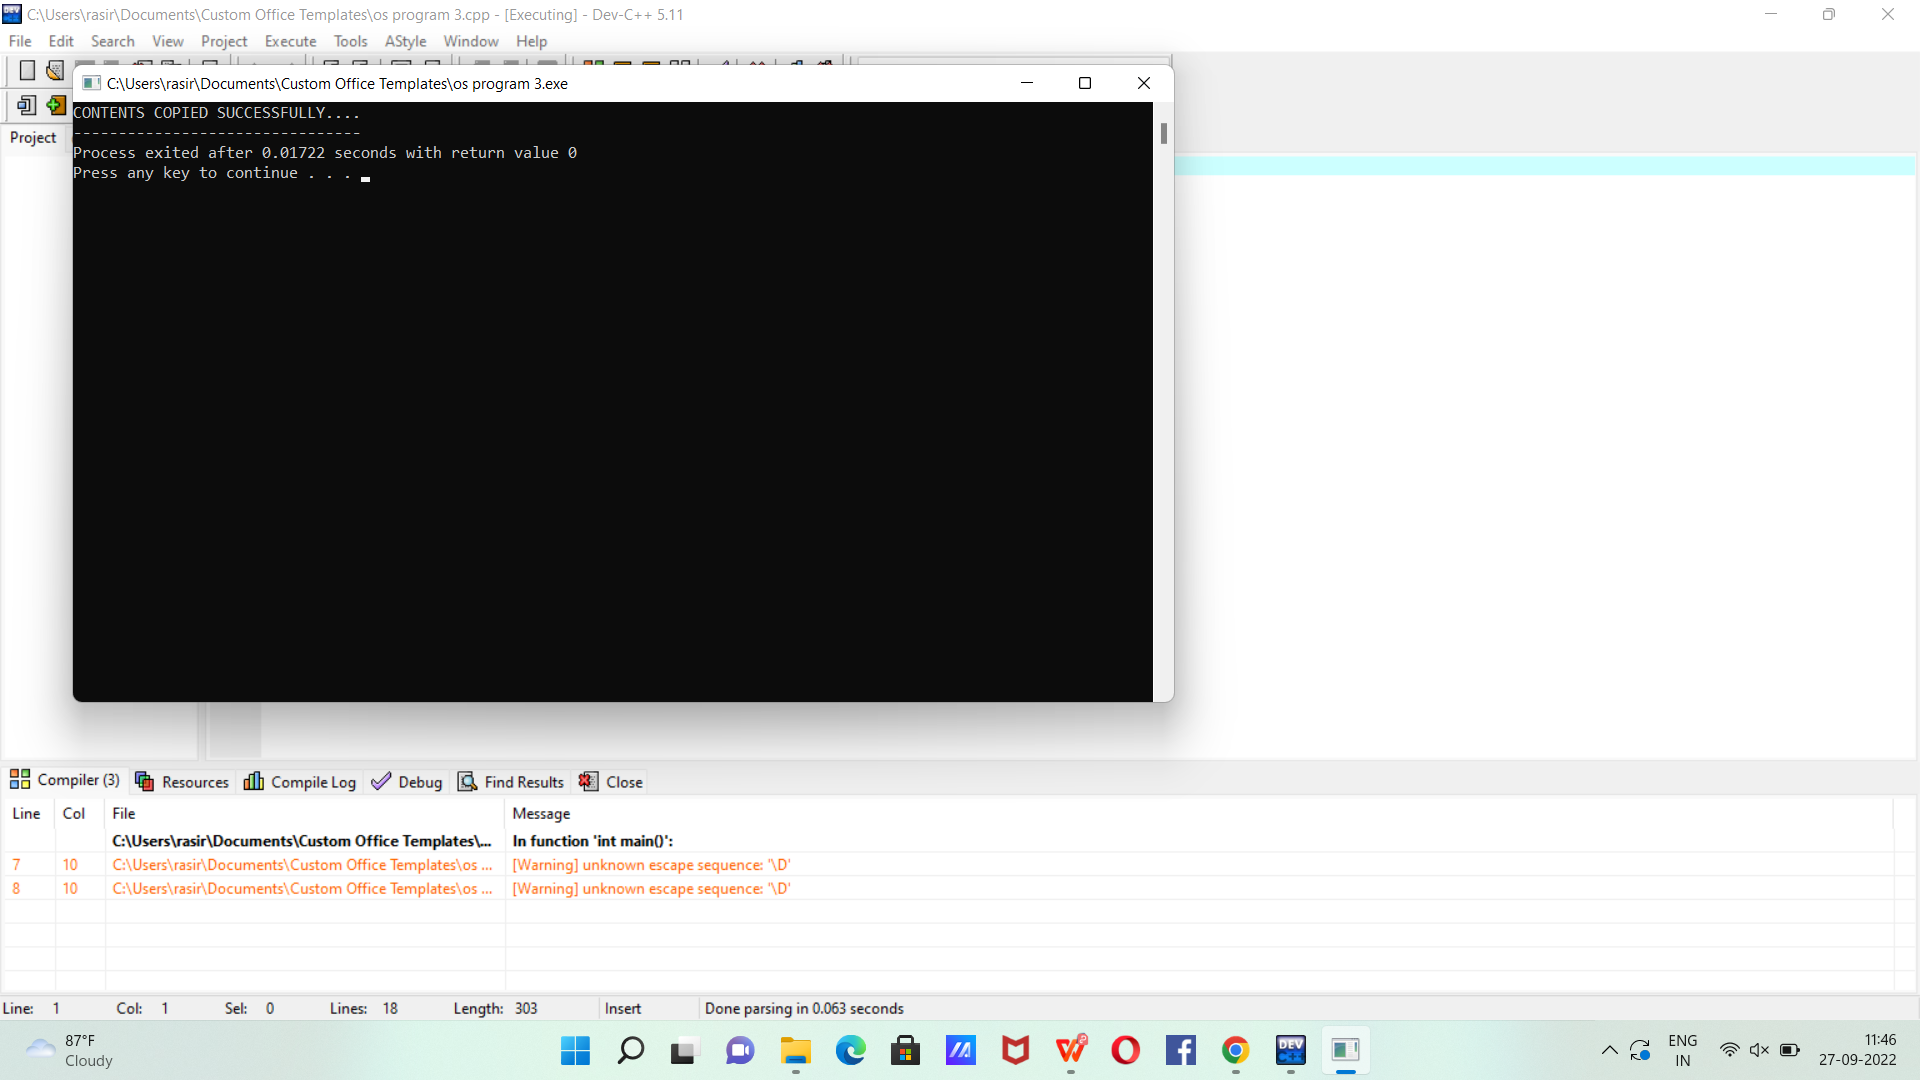 C:\Users\rasir\Documents\Custom Office Templates\os program 3.cpp - [Executing] - Dev-C++ 5.11
File Edit Search View Project Execute Tools AStyle Window Help
C:\Users\rasir\Documents\Custom Office Templates\os program 3.exe
Project
CONTENTS COPIED SUCCESSFULLY....
--------------------------------
Process exited after 0.01722 seconds with return value 0
Press any key to continue . . .
Compiler (3) Resources Compile Log Debug Find Results Close
Line Col File Message
C:\Users\rasir\Documents\Custom Office Templates\... In function 'int main()':
7 10 C:\Users\rasir\Documents\Custom Office Templates\os ... [Warning] unknown escape sequence: '\D'
8 10 C:\Users\rasir\Documents\Custom Office Templates\os ... [Warning] unknown escape sequence: '\D'
Line: 1 Col: 1 Sel: 0 Lines: 18 Length: 303 Insert Done parsing in 0.063 seconds
87°F
Cloudy
DEV
C++
ENG
IN
11:46
27-09-2022